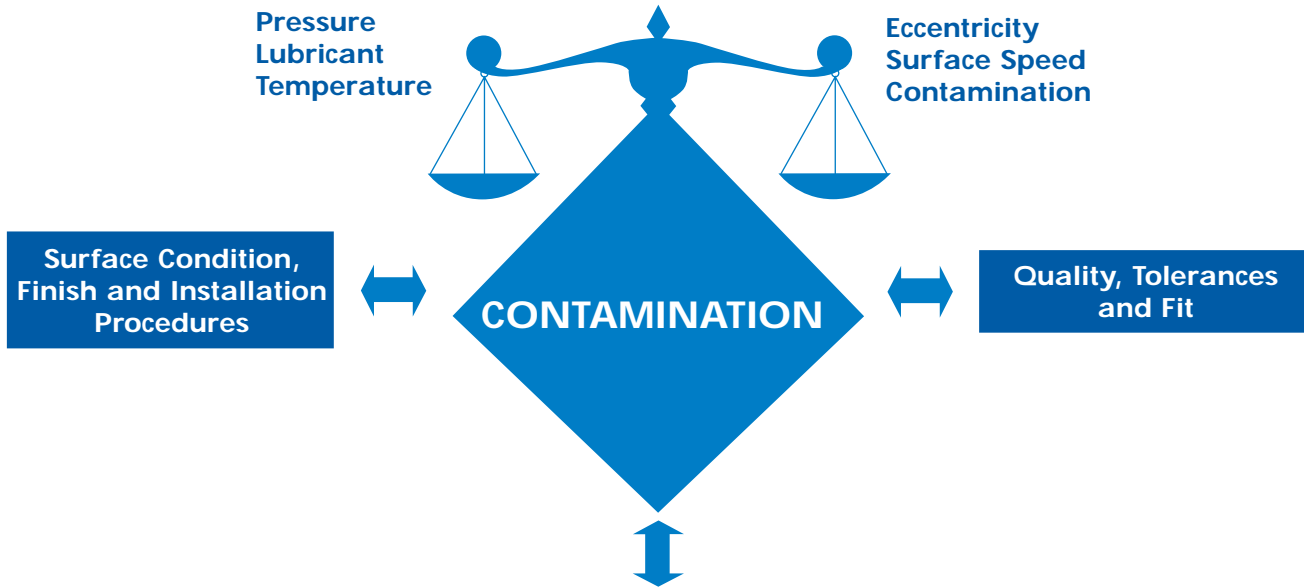 Pressure
Lubricant
Temperature
Eccentricity
Surface Speed
Contamination
Surface Condition,
Finish and Installation
Procedures
CONTAMINATION
Quality, Tolerances
and Fit